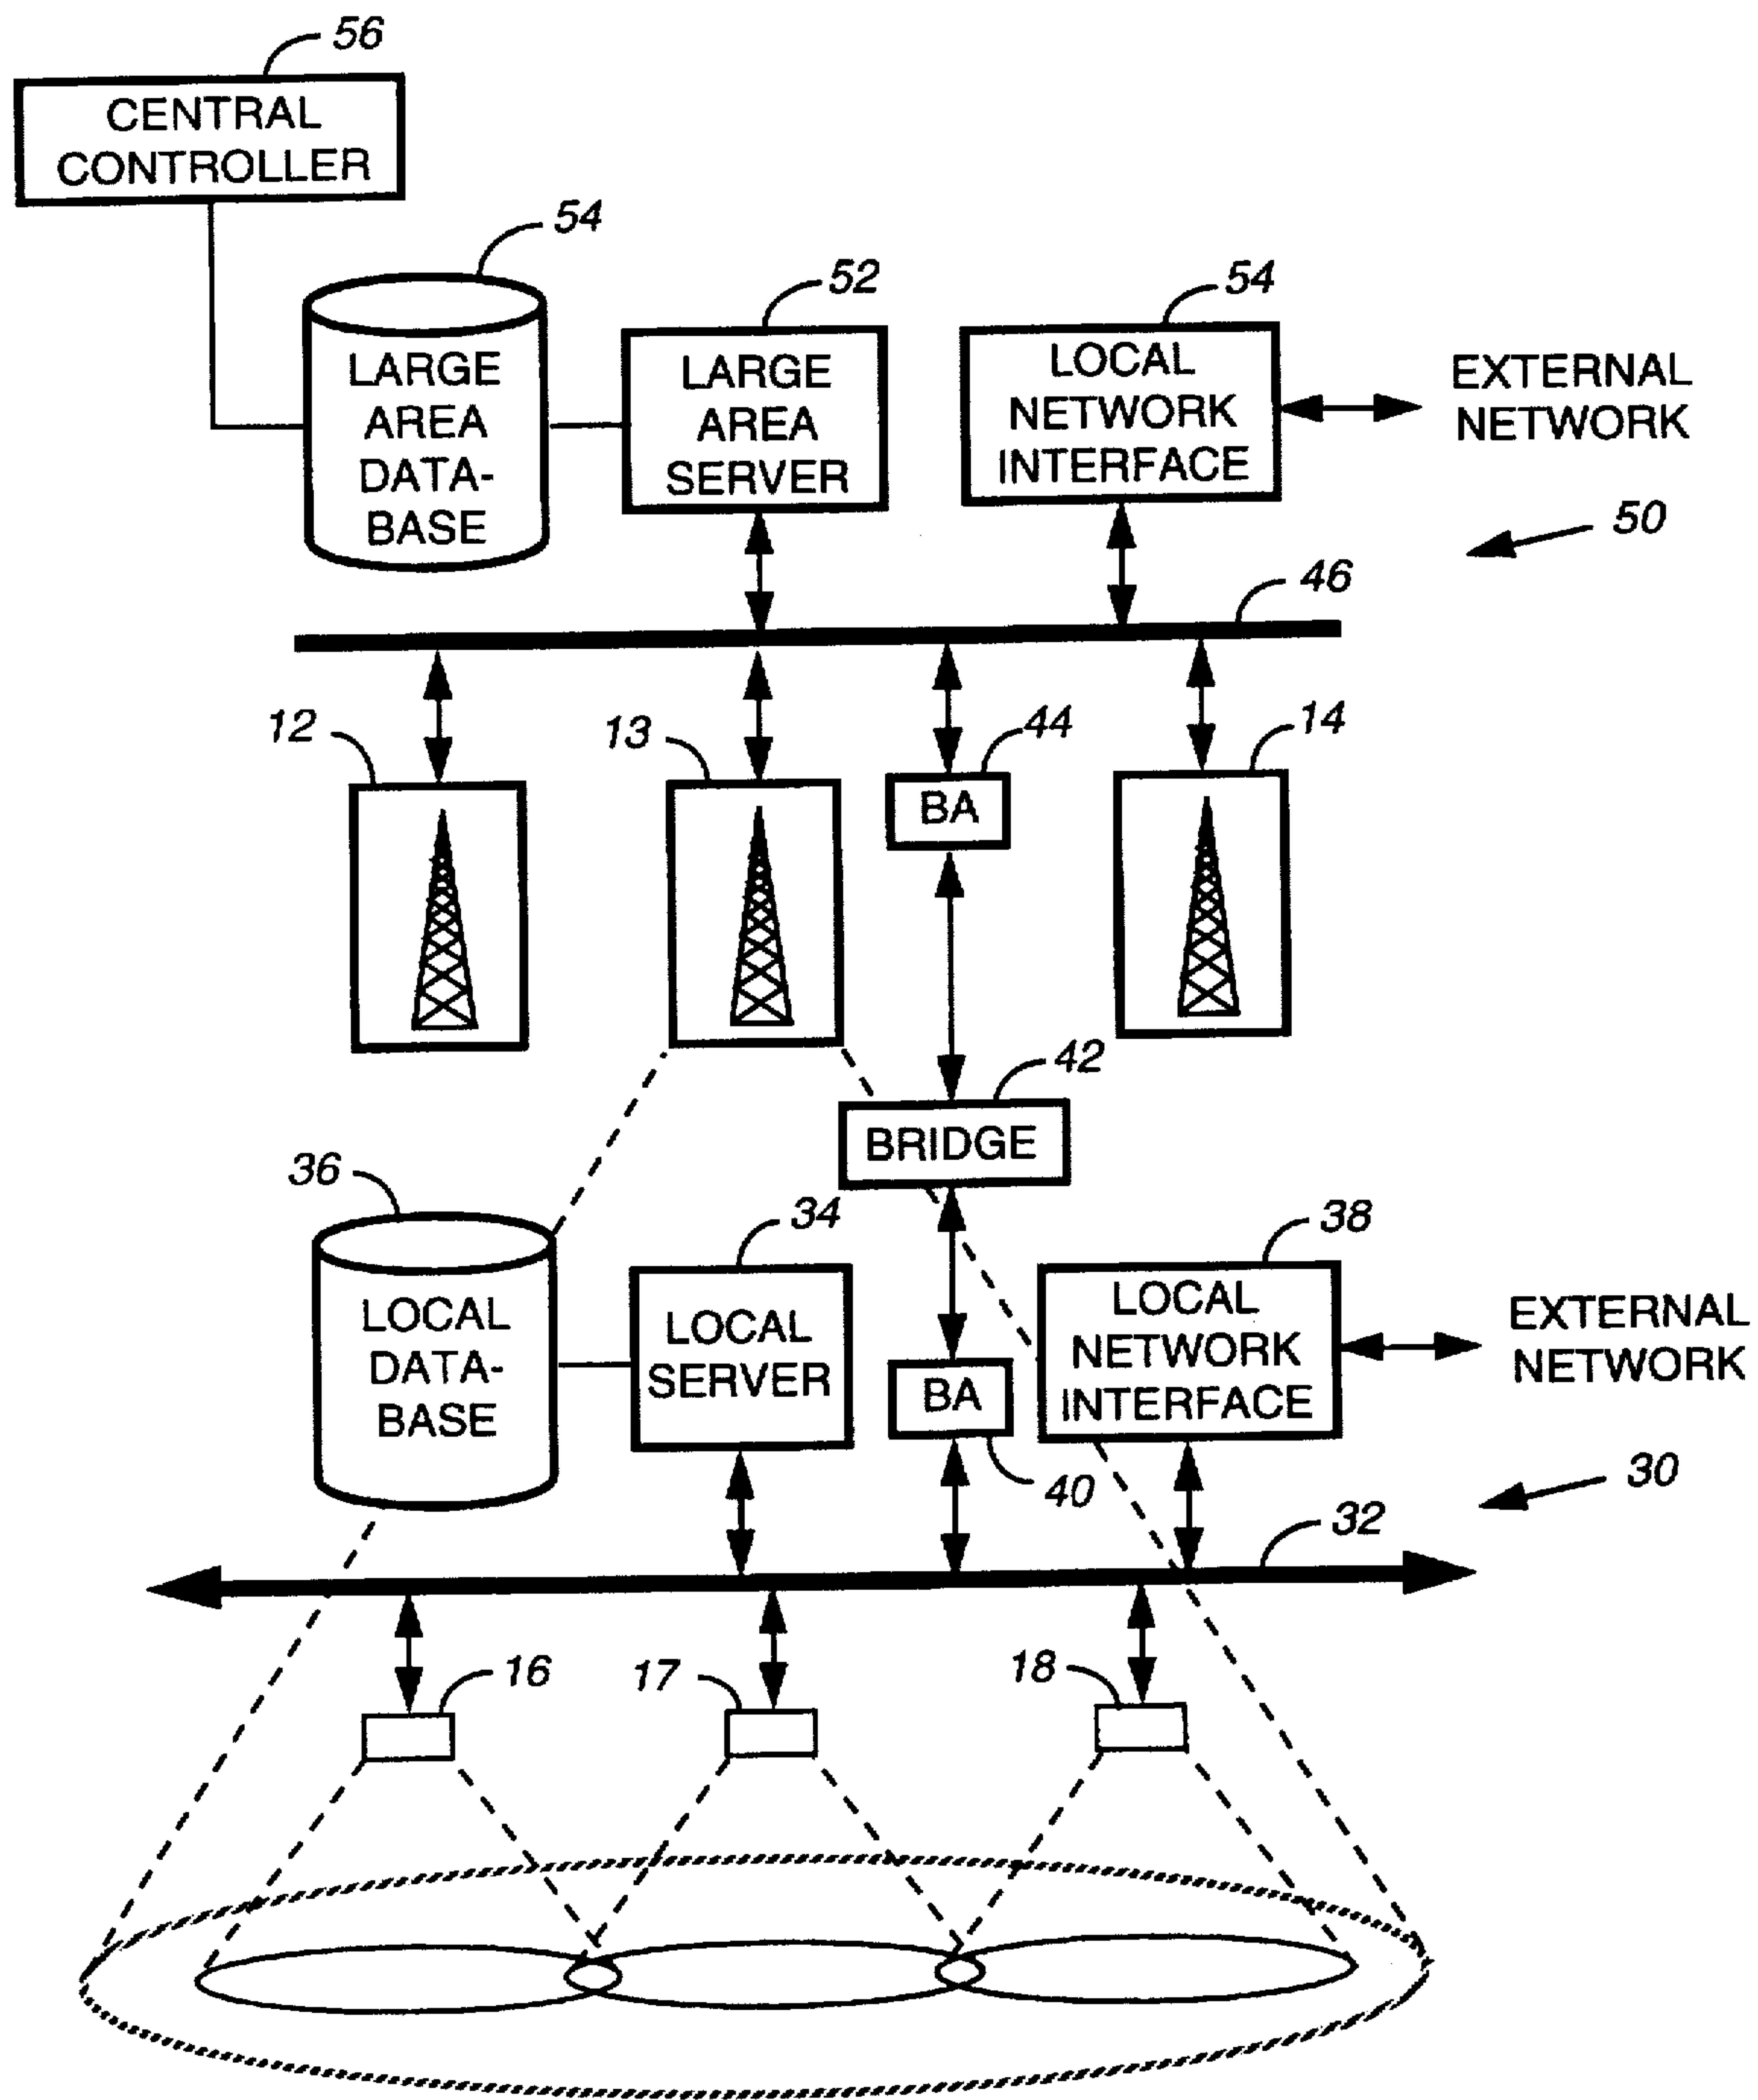 56
CENTRAL
CONTROLLER
54
52
54
LARGE
AREA
DATA-
BASE
LARGE
AREA
SERVER
LOCAL
NETWORK
INTERFACE
EXTERNAL
NETWORK
50
46
12
13
44
14
BA
42
BRIDGE
36
34
38
LOCAL
DATA-
BASE
LOCAL
SERVER
BA
LOCAL
NETWORK
INTERFACE
EXTERNAL
NETWORK
40
30
32
16
17
18